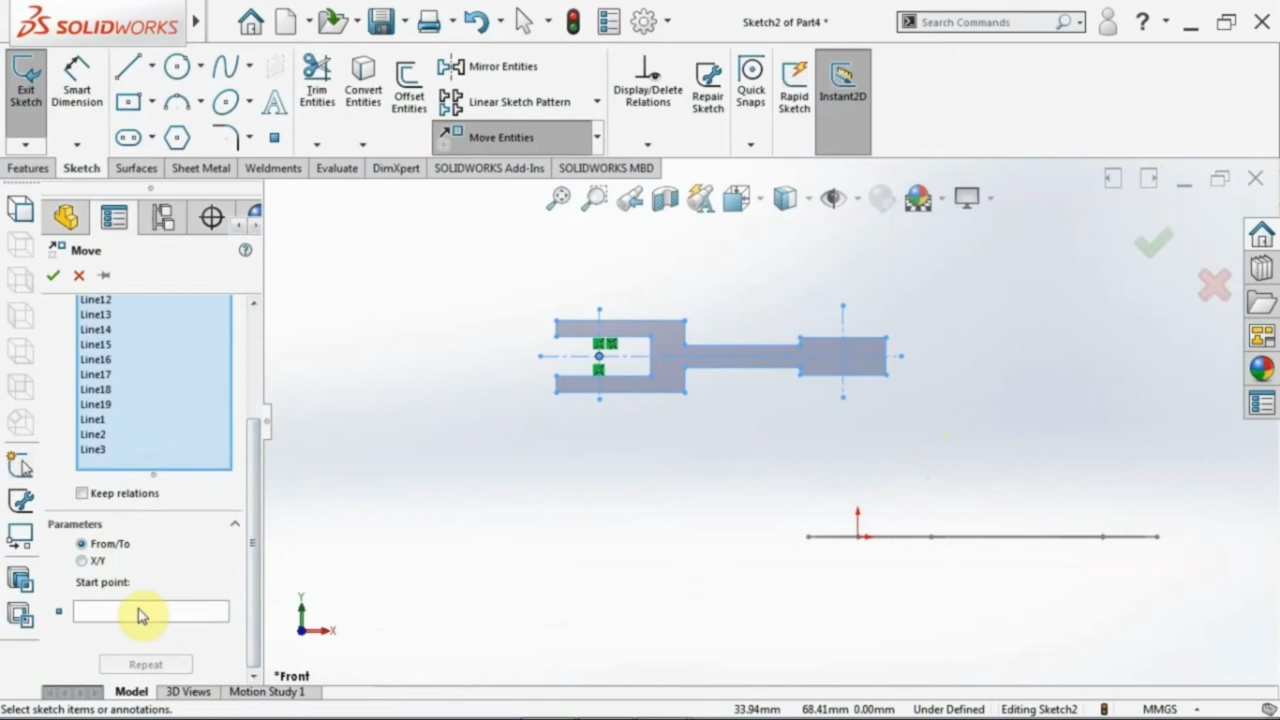 SOLIDWORKS
Sketch2 of Part4 *
Search Commands
Exit Sketch
Smart Dimension
Trim Entities
Convert Entities
Offset Entities
Mirror Entities
Linear Sketch Pattern
Move Entities
Display/Delete Relations
Repair Sketch
Quick Snaps
Rapid Sketch
Instant2D
Features
Sketch
Surfaces
Sheet Metal
Weldments
Evaluate
DimXpert
SOLIDWORKS Add-Ins
SOLIDWORKS MBD
Move
Line12
Line13
Line14
Line15
Line16
Line17
Line18
Line19
Line1
Line2
Line3
Keep relations
Parameters
From/To
X/Y
Start point:
Repeat
Y
X
*Front
Model
3D Views
Motion Study 1
Select sketch items or annotations.
33.94mm
68.41mm 0.00mm
Under Defined
Editing Sketch2
MMGS